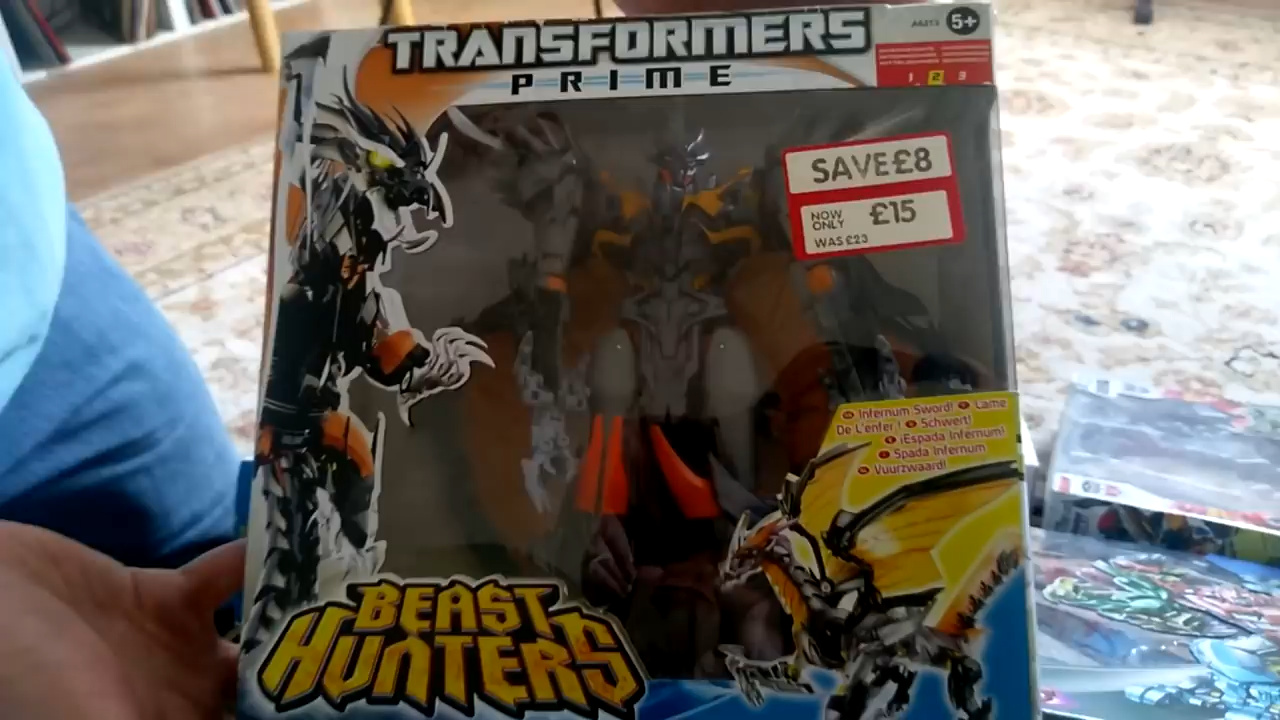 TRANSFORMERS
PRIME
5+
1 2 3
SAVE £8
NOW ONLY £15
WAS £23
Infernum Sword! Lame
De L'enfer! Schwert!
¡Espada Infernum!
Spada Infernum
Vuurzwaard!
BEAST
HUNTERS